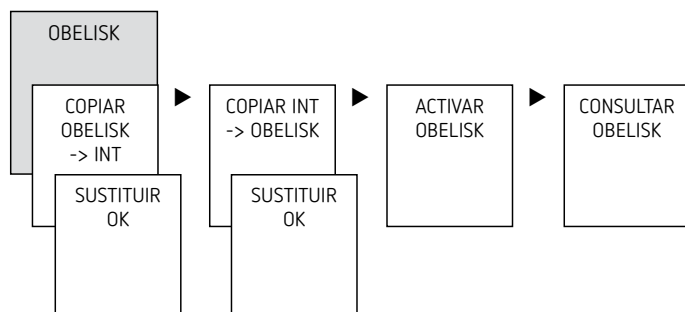 OBELISK
COPIAR
OBELISK
-> INT
SUSTITUIR
OK
COPIAR INT
-> OBELISK
SUSTITUIR
OK
ACTIVAR
OBELISK
CONSULTAR
OBELISK